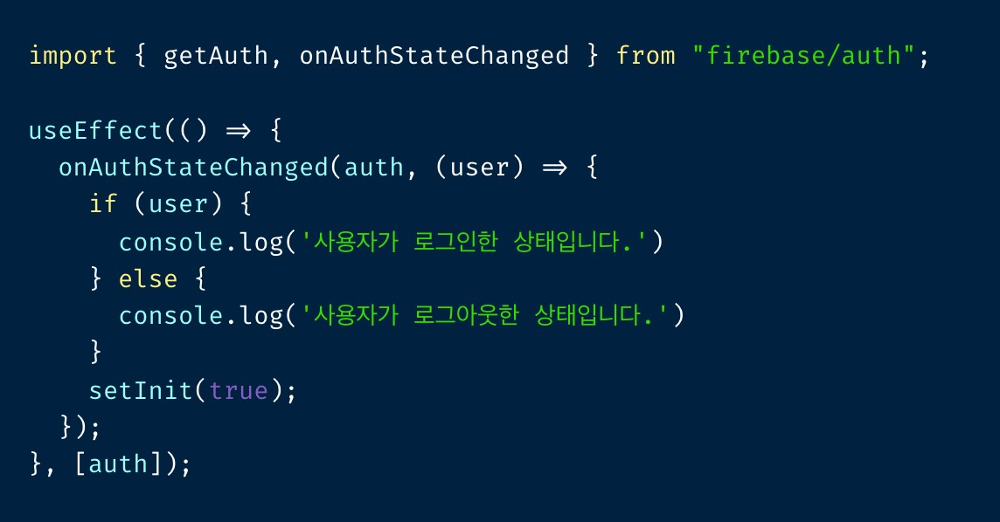 import { getAuth, onAuthStateChanged } from "firebase/auth";
useEffect(() => {
onAuthStateChanged(auth, (user) => {
if (user) {
console.log('사용자가 로그인한 상태입니다.')
} else {
console.log('사용자가 로그아웃한 상태입니다.')
}
setInit(true);
});
}, [auth]);